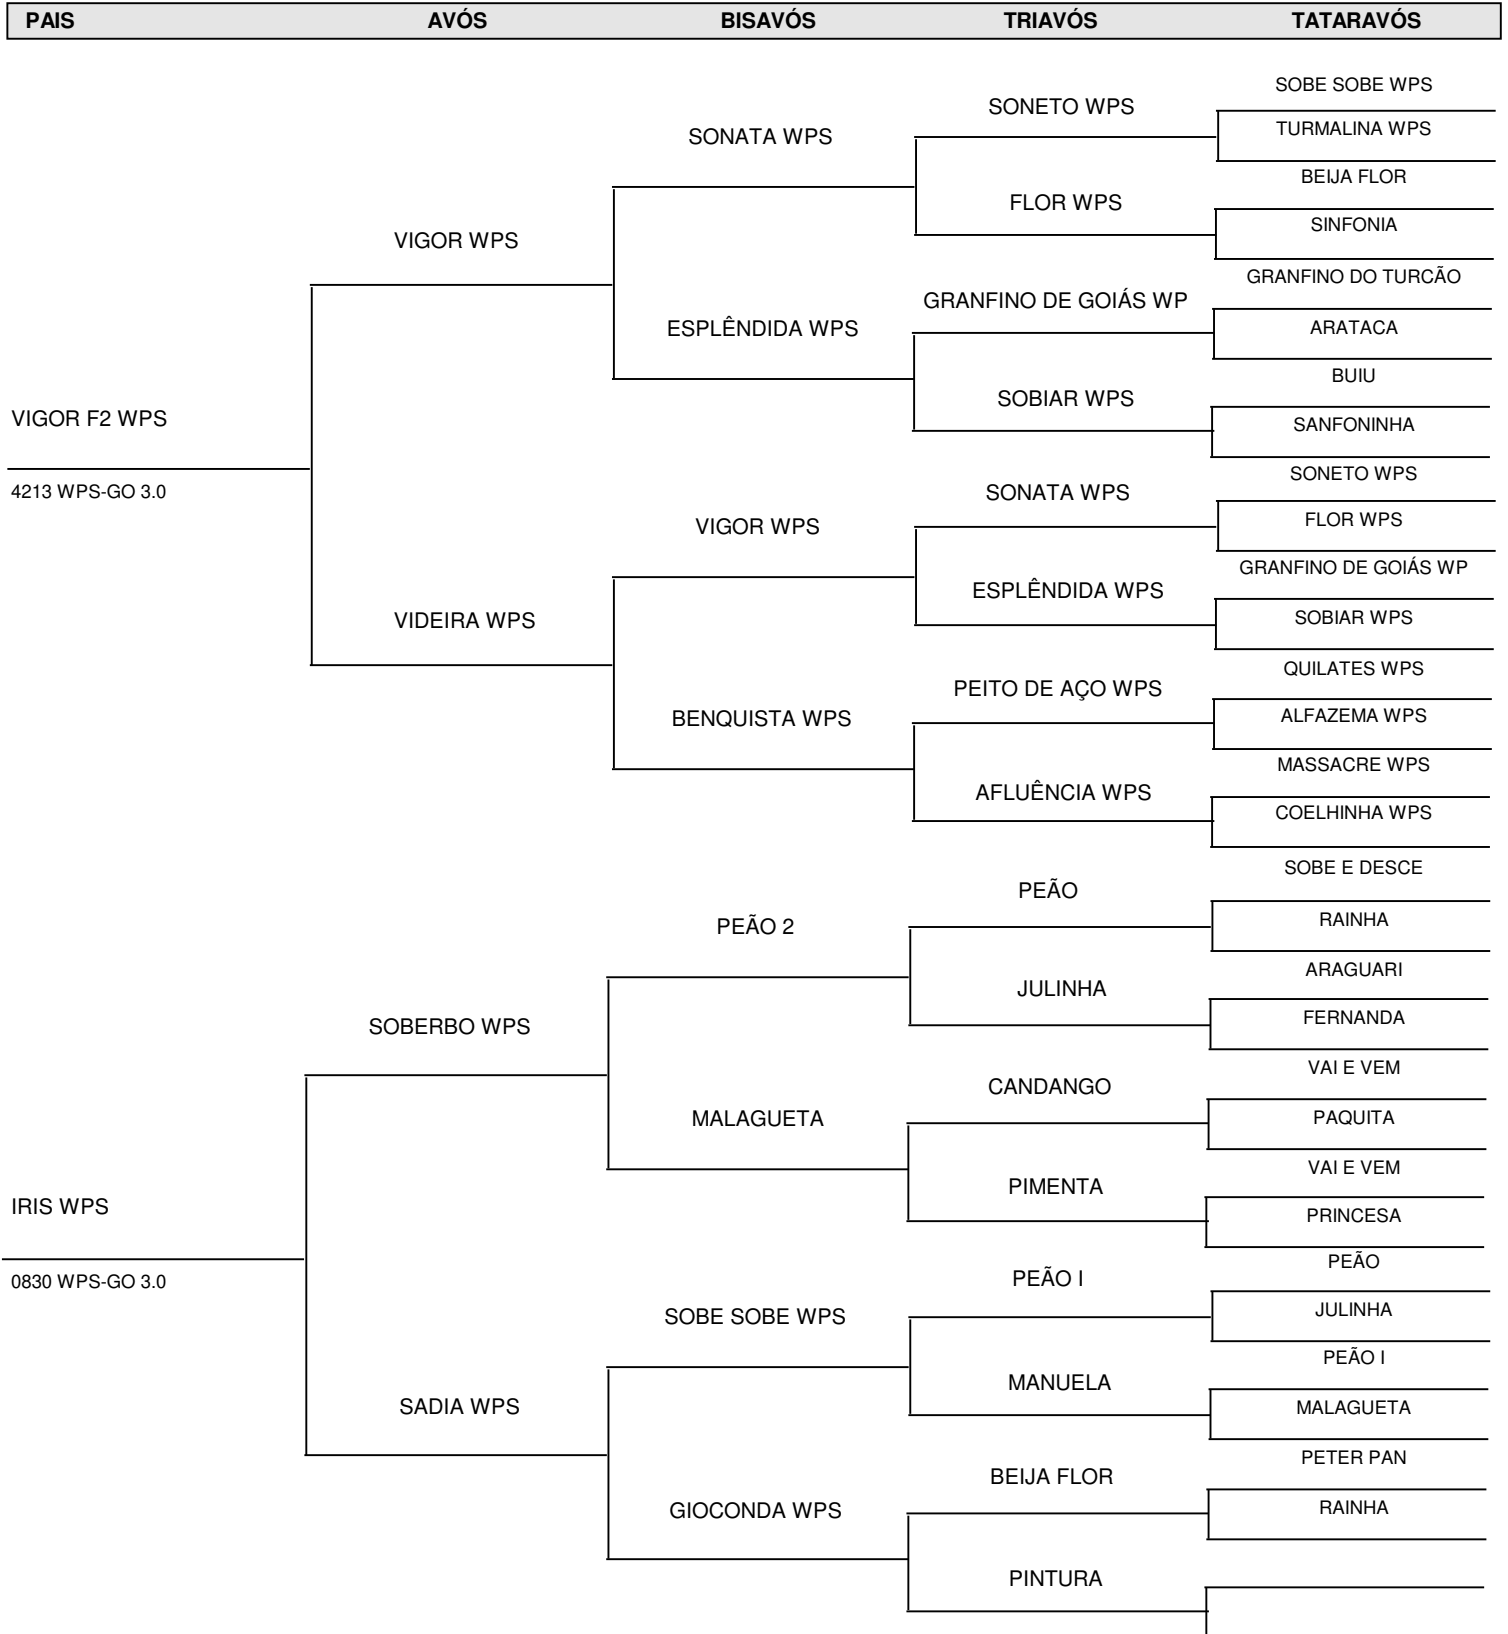 PAIS AVÓS BISAVÓS TRIAVÓS TATARAVÓS
SOBE SOBE WPS
SONETO WPS
TURMALINA WPS
SONATA WPS
BEIJA FLOR
FLOR WPS
SINFONIA
VIGOR WPS
GRANFINO DO TURCÃO
GRANFINO DE GOIÁS WP
ESPLÊNDIDA WPS
ARATACA
BUIU
SOBIAR WPS
VIGOR F2 WPS
SANFONINHA
SONETO WPS
4213 WPS-GO 3.0
SONATA WPS
FLOR WPS
VIGOR WPS
GRANFINO DE GOIÁS WP
ESPLÊNDIDA WPS
SOBIAR WPS
VIDEIRA WPS
QUILATES WPS
PEITO DE AÇO WPS
ALFAZEMA WPS
BENQUISTA WPS
MASSACRE WPS
AFLUÊNCIA WPS
COELHINHA WPS
SOBE E DESCE
PEÃO
RAINHA
PEÃO 2
ARAGUARI
JULINHA
FERNANDA
SOBERBO WPS
VAI E VEM
CANDANGO
MALAGUETA
PAQUITA
VAI E VEM
PIMENTA
IRIS WPS
PRINCESA
PEÃO
PEÃO I
0830 WPS-GO 3.0
JULINHA
SOBE SOBE WPS
PEÃO I
MANUELA
SADIA WPS
MALAGUETA
PETER PAN
BEIJA FLOR
RAINHA
GIOCONDA WPS
PINTURA